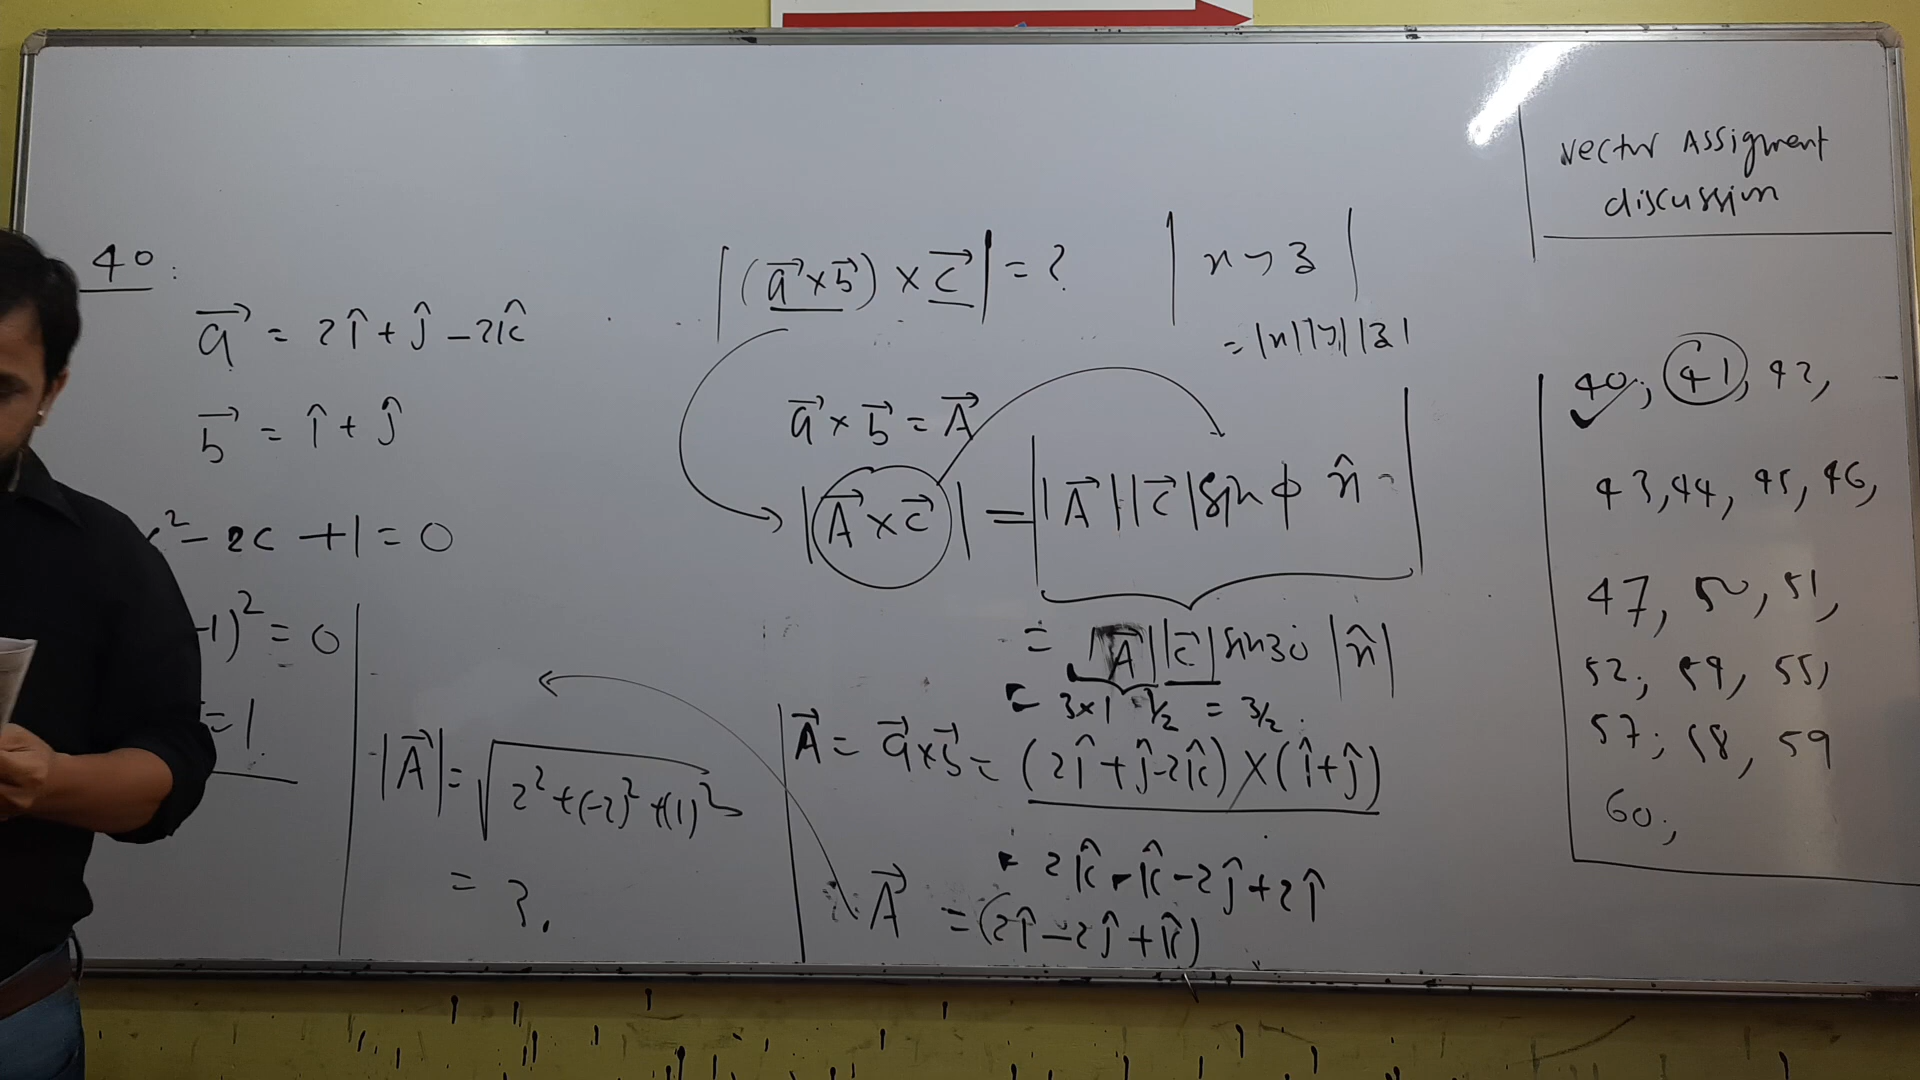 vector Assigment
discussion
40:
a⃗ = 2î + ĵ - 2k̂
b⃗ = î + ĵ
c² - 2c + 1 = 0
-1)² = 0
= 1.
|A⃗| = √2² + (-2)² + (1)²
= 3.
|(a⃗ × b⃗) × c⃗| = ?
a⃗ × b⃗ = A⃗
|A⃗ × c⃗| = ||A⃗||c⃗| sin φ n̂|
= |A⃗||c⃗| sin 30 |n̂|
= 3×1 1/2 = 3/2.
A⃗ = a⃗×b⃗ = (2î + ĵ - 2k̂) × (î + ĵ)
= 2k̂ - k̂ - 2ĵ + 2î
A⃗ = (2î - 2ĵ + k̂)
|x y z|
= |x||y||z|
40, 41, 42,
43, 44, 45, 46,
47, 50, 51,
52, 54, 55,
57, 58, 59
60,